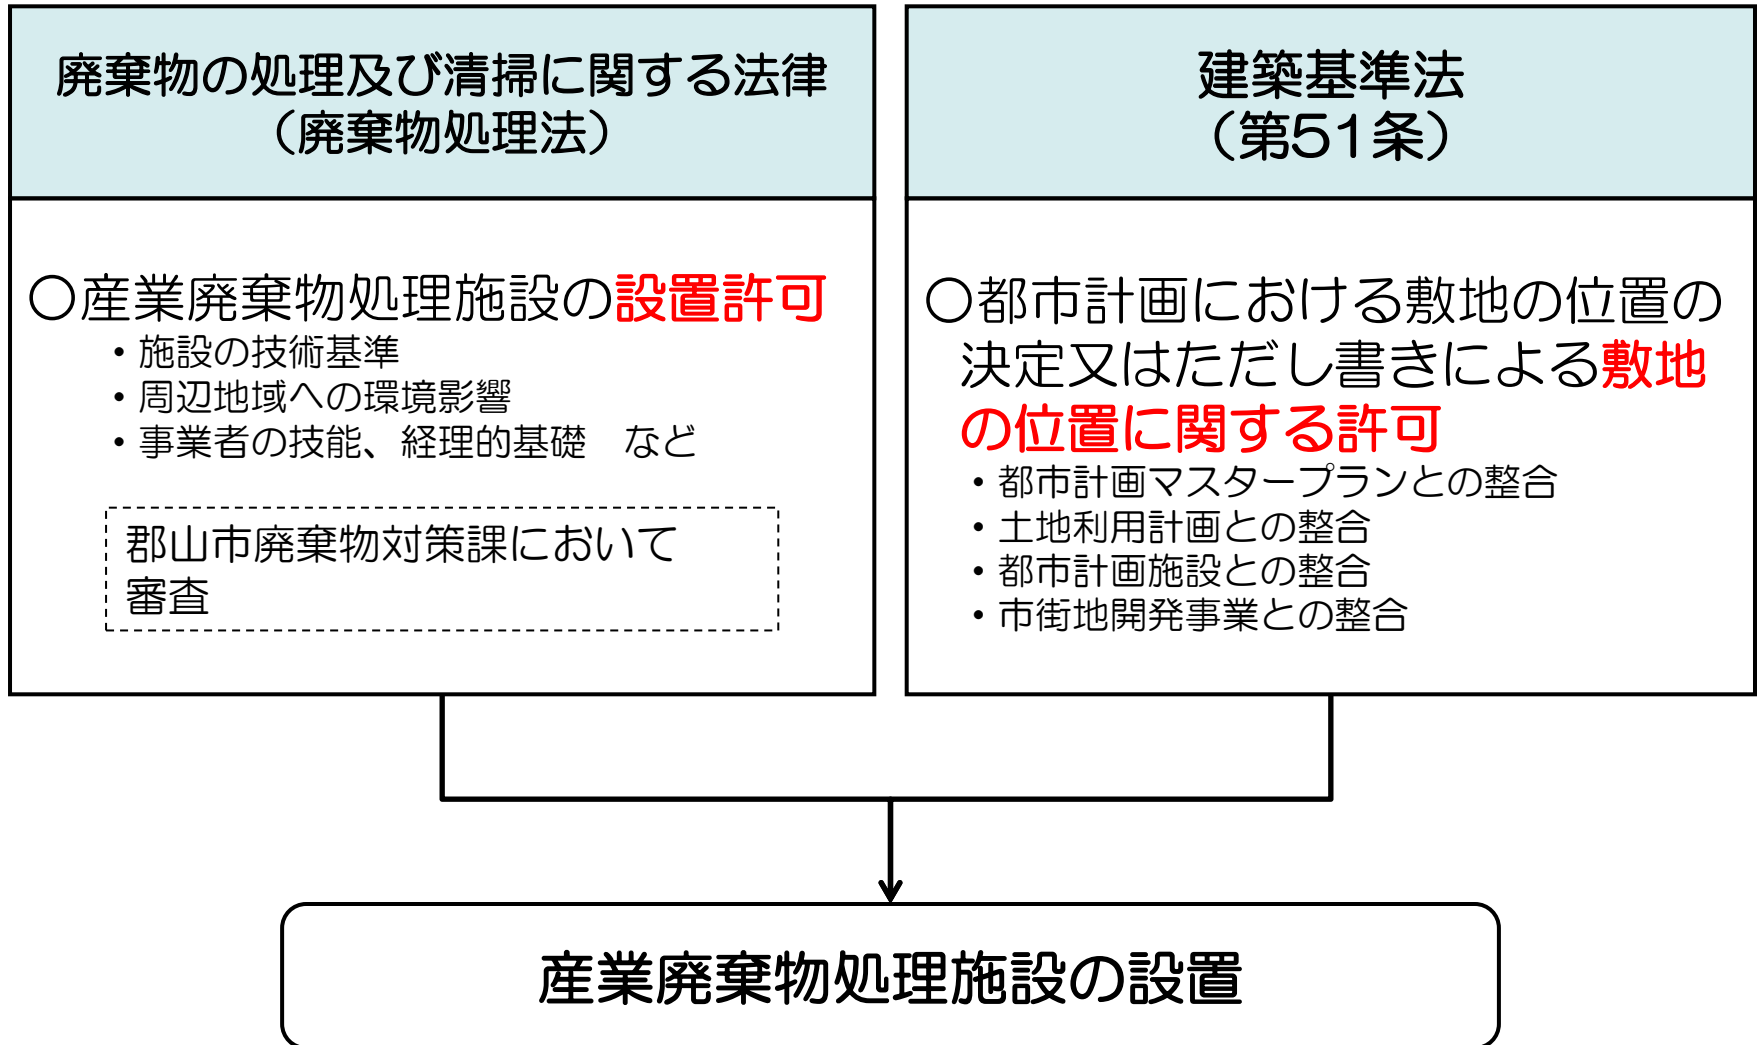 廃棄物の処理及び清掃に関する法律
（廃棄物処理法）
〇産業廃棄物処理施設の設置許可
・施設の技術基準
・周辺地域への環境影響
・事業者の技能、経理的基礎　など
郡山市廃棄物対策課において
審査
建築基準法
（第51条）
〇都市計画における敷地の位置の
決定又はただし書きによる敷地
の位置に関する許可
・都市計画マスタープランとの整合
・土地利用計画との整合
・都市計画施設との整合
・市街地開発事業との整合
産業廃棄物処理施設の設置